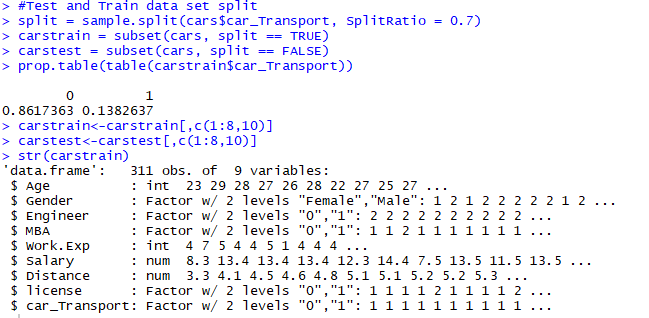 > #Test and Train data set split
> split = sample.split(cars$car_Transport, SplitRatio = 0.7)
> carstrain = subset(cars, split == TRUE)
> carstest = subset(cars, split == FALSE)
> prop.table(table(carstrain$car_Transport))
0 1
0.8617363 0.1382637
> carstrain<-carstrain[,c(1:8,10)]
> carstest<-carstest[,c(1:8,10)]
> str(carstrain)
'data.frame': 311 obs. of 9 variables:
$ Age : int 23 29 28 27 26 28 22 27 25 27 ...
$ Gender : Factor w/ 2 levels "Female","Male": 1 2 1 2 2 2 2 2 1 2 ...
$ Engineer : Factor w/ 2 levels "0","1": 2 2 2 2 2 2 2 2 2 2 ...
$ MBA : Factor w/ 2 levels "0","1": 1 1 2 1 1 1 1 1 1 1 ...
$ Work.Exp : int 4 7 5 4 4 5 1 4 4 4 ...
$ Salary : num 8.3 13.4 13.4 13.4 12.3 14.4 7.5 13.5 11.5 13.5 ...
$ Distance : num 3.3 4.1 4.5 4.6 4.8 5.1 5.1 5.2 5.2 5.3 ...
$ license : Factor w/ 2 levels "0","1": 1 1 1 1 2 1 1 1 1 2 ...
$ car_Transport: Factor w/ 2 levels "0","1": 1 1 1 1 1 1 1 1 1 1 ...